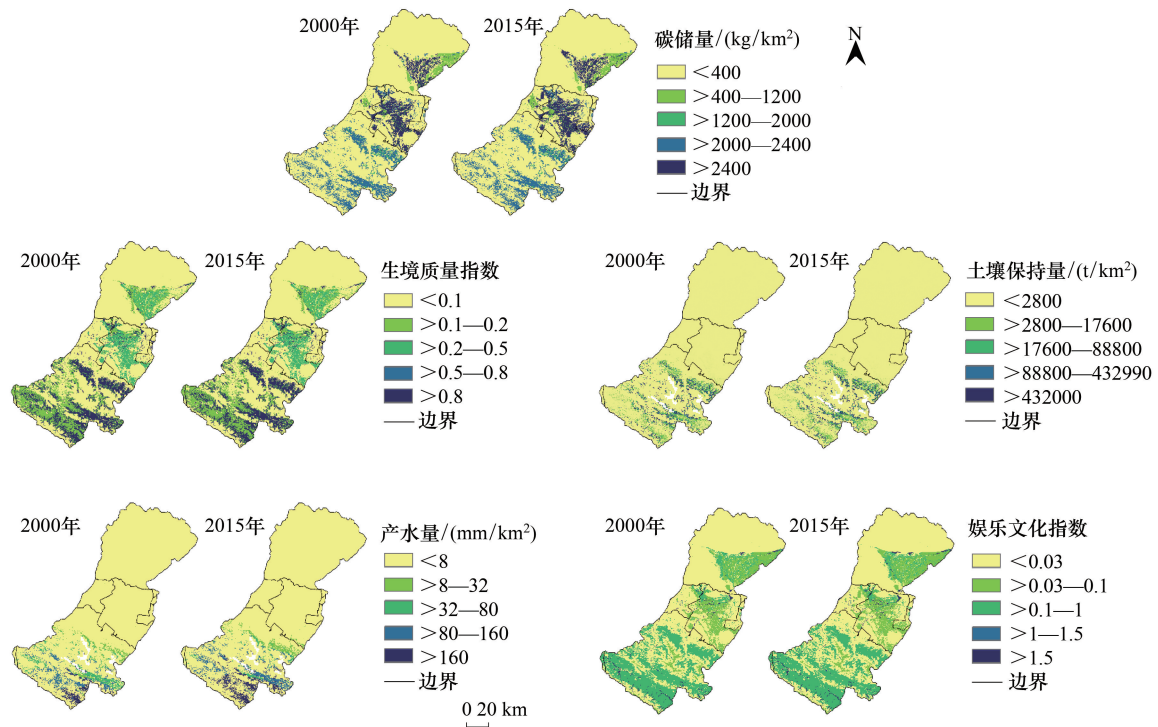 2000年
2015年
碳储量/(kg/km²)
＜400
＞400—1200
＞1200—2000
＞2000—2400
＞2400
边界
N
2000年
2015年
生境质量指数
＜0.1
＞0.1—0.2
＞0.2—0.5
＞0.5—0.8
＞0.8
边界
2000年
2015年
土壤保持量/(t/km²)
＜2800
＞2800—17600
＞17600—88800
＞88800—432990
＞432000
边界
2000年
2015年
产水量/(mm/km²)
＜8
＞8—32
＞32—80
＞80—160
＞160
边界
2000年
2015年
娱乐文化指数
＜0.03
＞0.03—0.1
＞0.1—1
＞1—1.5
＞1.5
边界
0 20 km